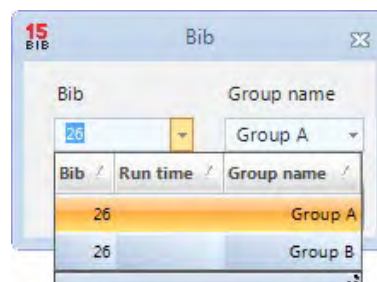 15
BIB
Bib
Bib Group name
26 Group A
Bib Run time Group name
26 Group A
26 Group B